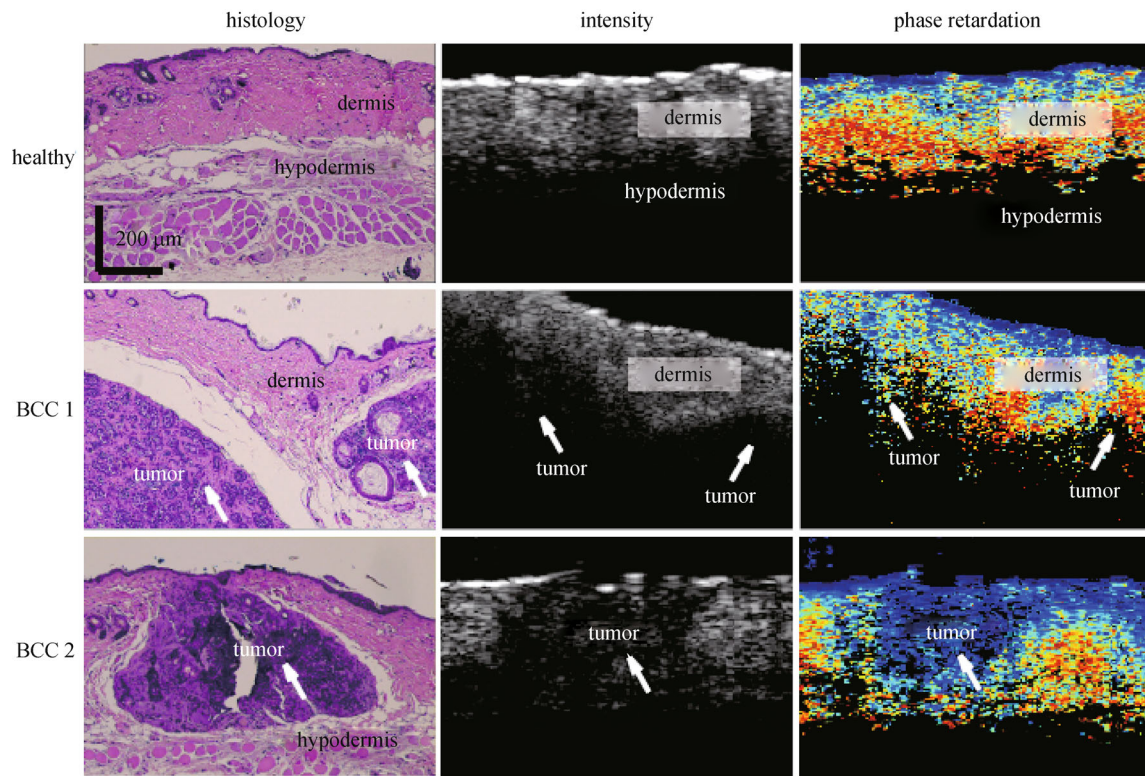 histology
intensity
phase retardation
healthy
dermis
hypodermis
200 µm
dermis
hypodermis
dermis
hypodermis
BCC 1
dermis
tumor
tumor
dermis
tumor
tumor
dermis
tumor
tumor
BCC 2
tumor
hypodermis
tumor
tumor